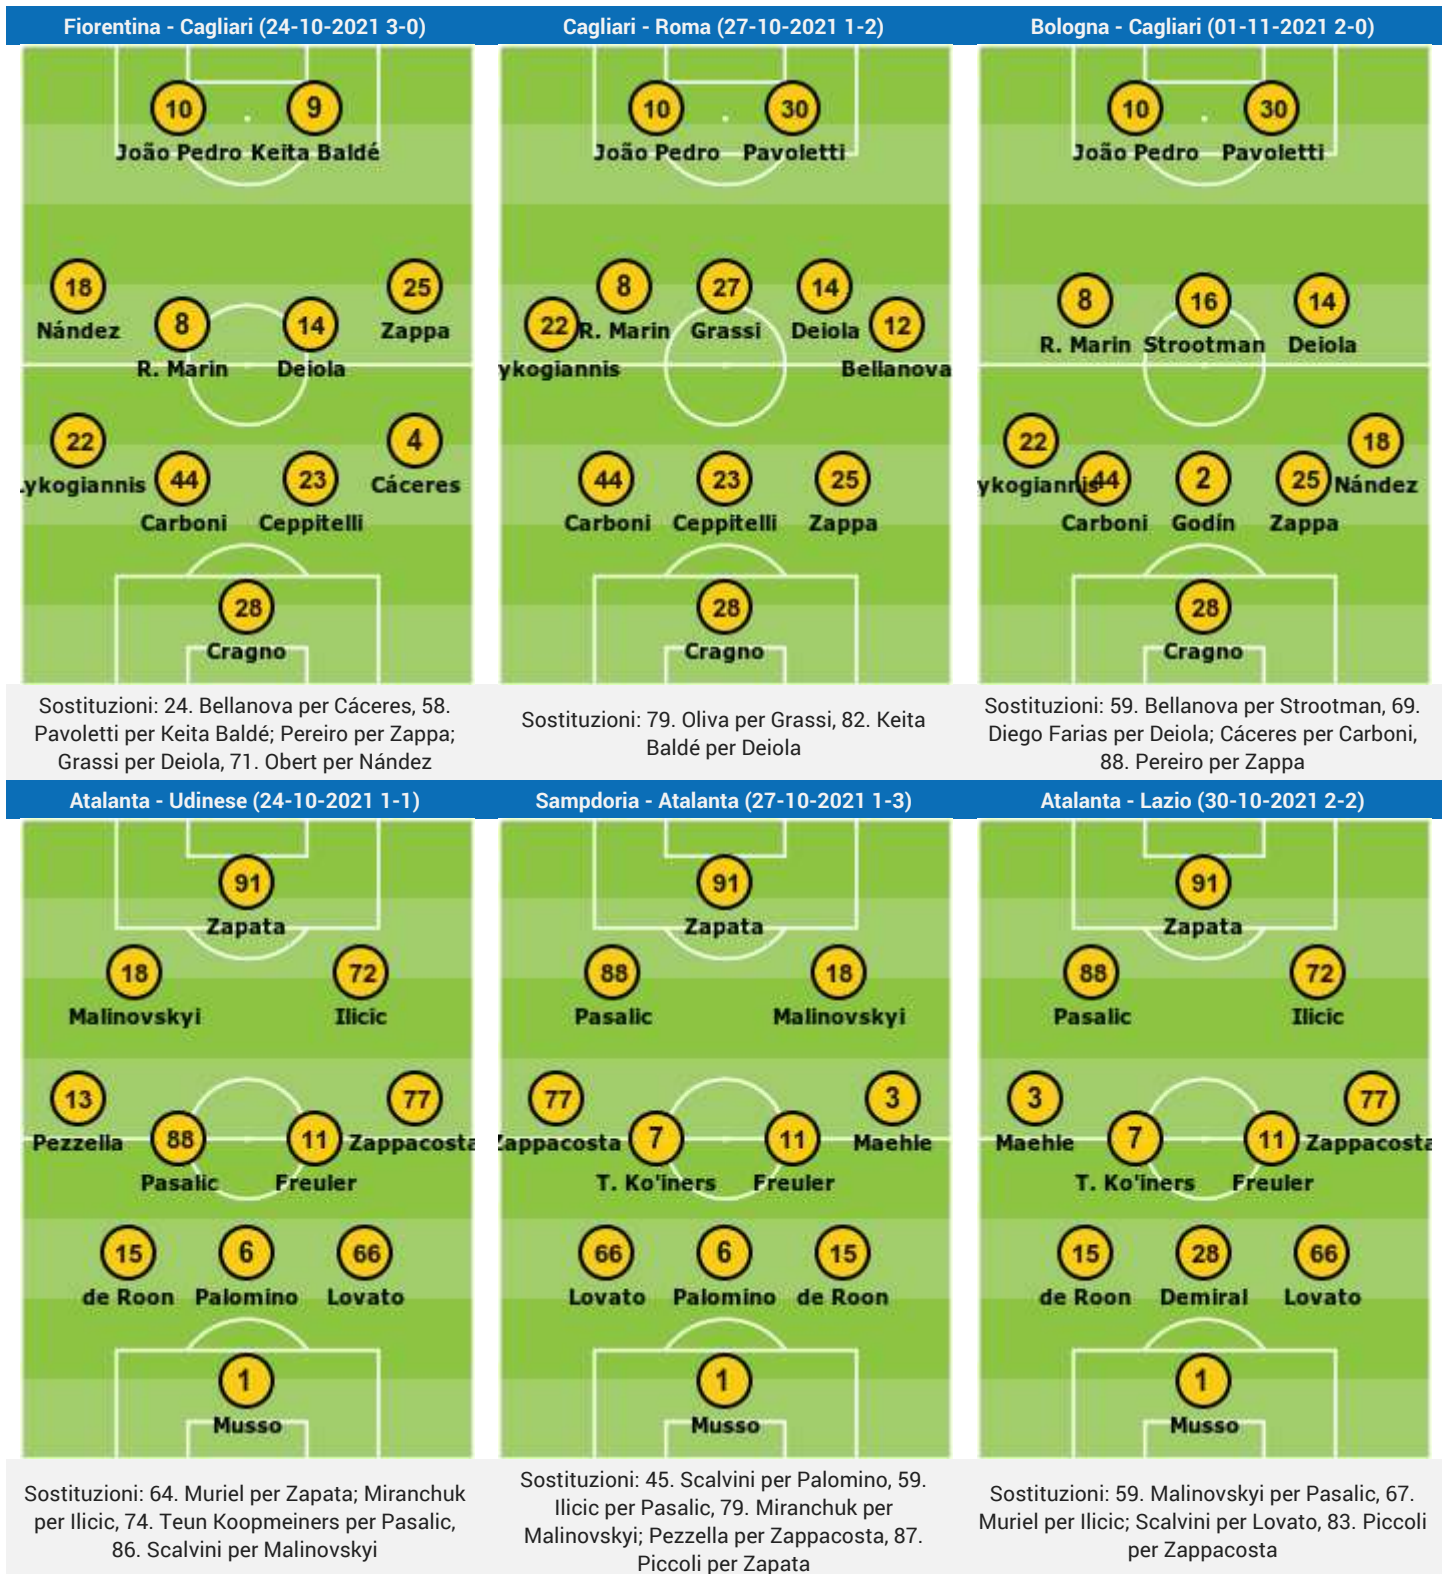 Fiorentina - Cagliari (24-10-2021 3-0)
10 9
João Pedro Keita Baldé
18 25
8 14
Nández Zappa
R. Marin Deiola
22 4
44 23
ykogiannis Cáceres
Carboni Ceppitelli
28
Cragno
Sostituzioni: 24. Bellanova per Cáceres, 58.
Pavoletti per Keita Baldé; Pereiro per Zappa;
Grassi per Deiola, 71. Obert per Nández
Cagliari - Roma (27-10-2021 1-2)
10 30
João Pedro Pavoletti
8 27 14
22 12
R. Marin Grassi Deiola
ykogiannis Bellanova
44 23 25
Carboni Ceppitelli Zappa
28
Cragno
Sostituzioni: 79. Oliva per Grassi, 82. Keita
Baldé per Deiola
Bologna - Cagliari (01-11-2021 2-0)
10 30
João Pedro Pavoletti
8 16 14
R. Marin Strootman Deiola
22 18
44 2 25
ykogiannis Nández
Carboni Godín Zappa
28
Cragno
Sostituzioni: 59. Bellanova per Strootman, 69.
Diego Farias per Deiola; Cáceres per Carboni,
88. Pereiro per Zappa
Atalanta - Udinese (24-10-2021 1-1)
91
Zapata
18 72
Malinovskyi Ilicic
13 77
88 11
Pezzella Zappacosta
Pasalic Freuler
15 6 66
de Roon Palomino Lovato
1
Musso
Sostituzioni: 64. Muriel per Zapata; Miranchuk
per Ilicic, 74. Teun Koopmeiners per Pasalic,
86. Scalvini per Malinovskyi
Sampdoria - Atalanta (27-10-2021 1-3)
91
Zapata
88 18
Pasalic Malinovskyi
77 3
7 11
Zappacosta Maehle
T. Ko'iners Freuler
66 6 15
Lovato Palomino de Roon
1
Musso
Sostituzioni: 45. Scalvini per Palomino, 59.
Ilicic per Pasalic, 79. Miranchuk per
Malinovskyi; Pezzella per Zappacosta, 87.
Piccoli per Zapata
Atalanta - Lazio (30-10-2021 2-2)
91
Zapata
88 72
Pasalic Ilicic
3 77
7 11
Maehle Zappacosta
T. Ko'iners Freuler
15 28 66
de Roon Demiral Lovato
1
Musso
Sostituzioni: 59. Malinovskyi per Pasalic, 67.
Muriel per Ilicic; Scalvini per Lovato, 83. Piccoli
per Zappacosta